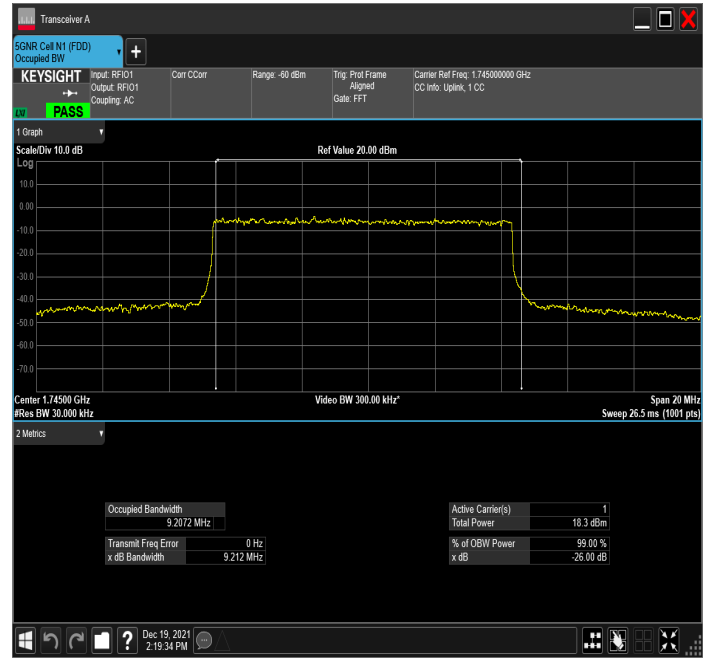 Transceiver A
5GNR Cell N1 (FDD)
Occupied BW
KEYSIGHT
LXI
PASS
Input: RFIO1
Output: RFIO1
Coupling: AC
Corr CCorr
Range: -60 dBm
Trig: Prot Frame
Aligned
Gate: FFT
Carrier Ref Freq: 1.745000000 GHz
CC Info: Uplink, 1 CC
1 Graph
Scale/Div 10.0 dB
Ref Value 20.00 dBm
Log
10.0
0.00
-10.0
-20.0
-30.0
-40.0
-50.0
-60.0
-70.0
Center 1.74500 GHz
#Res BW 30.000 kHz
Video BW 300.00 kHz*
Span 20 MHz
Sweep 26.5 ms (1001 pts)
2 Metrics
Occupied Bandwidth
9.2072 MHz
Transmit Freq Error 0 Hz
x dB Bandwidth 9.212 MHz
Active Carrier(s) 1
Total Power 18.3 dBm
% of OBW Power 99.00 %
x dB -26.00 dB
?
Dec 19, 2021
2:19:34 PM